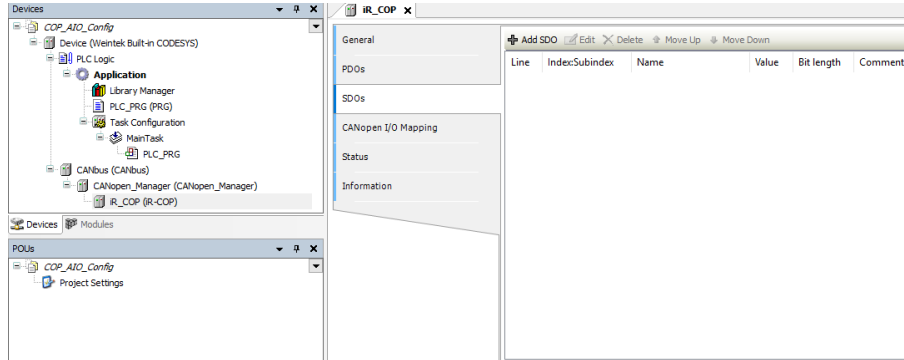 Devices
COP_AIO_Config
Device (Weintek Built-in CODESYS)
PLC Logic
Application
Library Manager
PLC_PRG (PRG)
Task Configuration
MainTask
PLC_PRG
CANbus (CANbus)
CANopen_Manager (CANopen_Manager)
iR_COP (iR-COP)
Devices Modules
POUs
COP_AIO_Config
Project Settings
iR_COP
General
PDOs
SDOs
CANopen I/O Mapping
Status
Information
Add SDO Edit Delete Move Up Move Down
Line Index:Subindex Name Value Bit length Comment